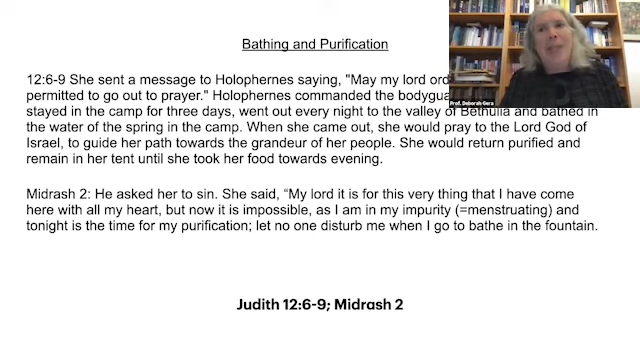 Bathing and Purification
Prof. Deborah Gera
12:6-9 She sent a message to Holophernes saying, "May my lord ord
permitted to go out to prayer." Holophernes commanded the bodygua
stayed in the camp for three days, went out every night to the valley of Bethulia and bathed in
the water of the spring in the camp. When she came out, she would pray to the Lord God of
Israel, to guide her path towards the grandeur of her people. She would return purified and
remain in her tent until she took her food towards evening.
Midrash 2: He asked her to sin. She said, “My lord it is for this very thing that I have come
here with all my heart, but now it is impossible, as I am in my impurity (=menstruating) and
tonight is the time for my purification; let no one disturb me when I go to bathe in the fountain.
Judith 12:6-9; Midrash 2